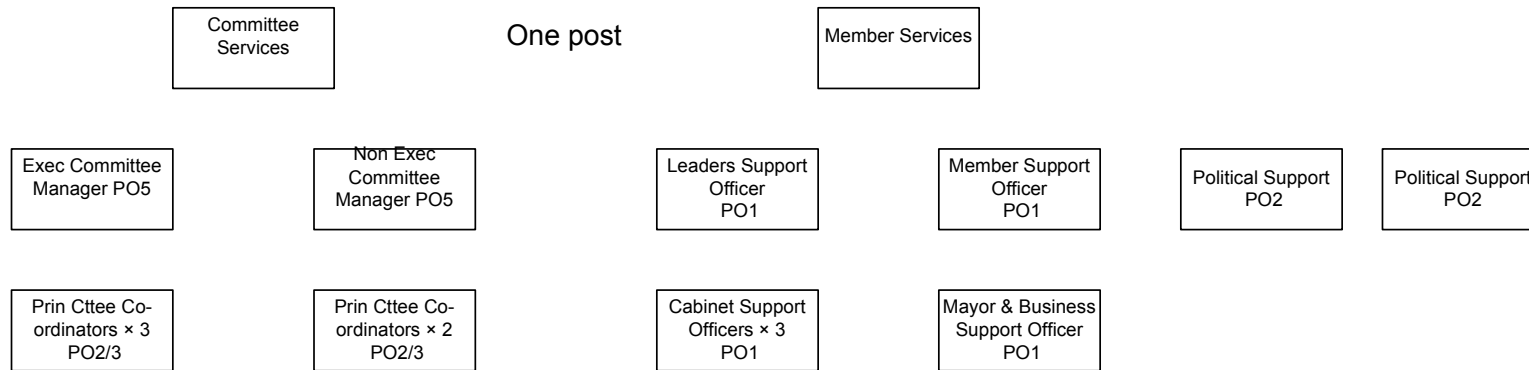 Committee
Services
One post
Member Services
Exec Committee
Manager PO5
Non Exec
Committee
Manager PO5
Leaders Support
Officer
PO1
Member Support
Officer
PO1
Political Support
PO2
Political Support
PO2
Prin Cttee Co-
ordinators × 3
PO2/3
Prin Cttee Co-
ordinators × 2
PO2/3
Cabinet Support
Officers × 3
PO1
Mayor & Business
Support Officer
PO1